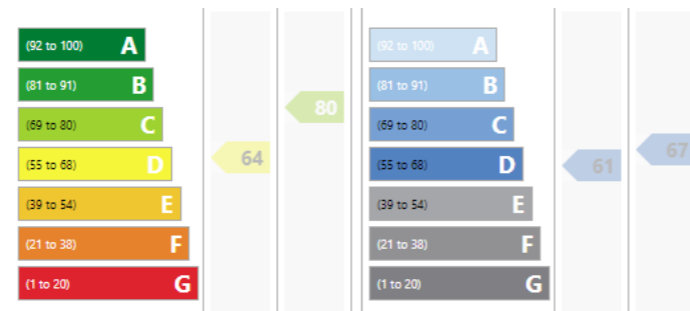 (92 to 100) A
(81 to 91) B
80
(69 to 80) C
(55 to 68) D
64
(39 to 54) E
(21 to 38) F
(1 to 20) G
(92 to 100) A
(81 to 91) B
(69 to 80) C
(55 to 68) D
61
67
(39 to 54) E
(21 to 38) F
(1 to 20) G